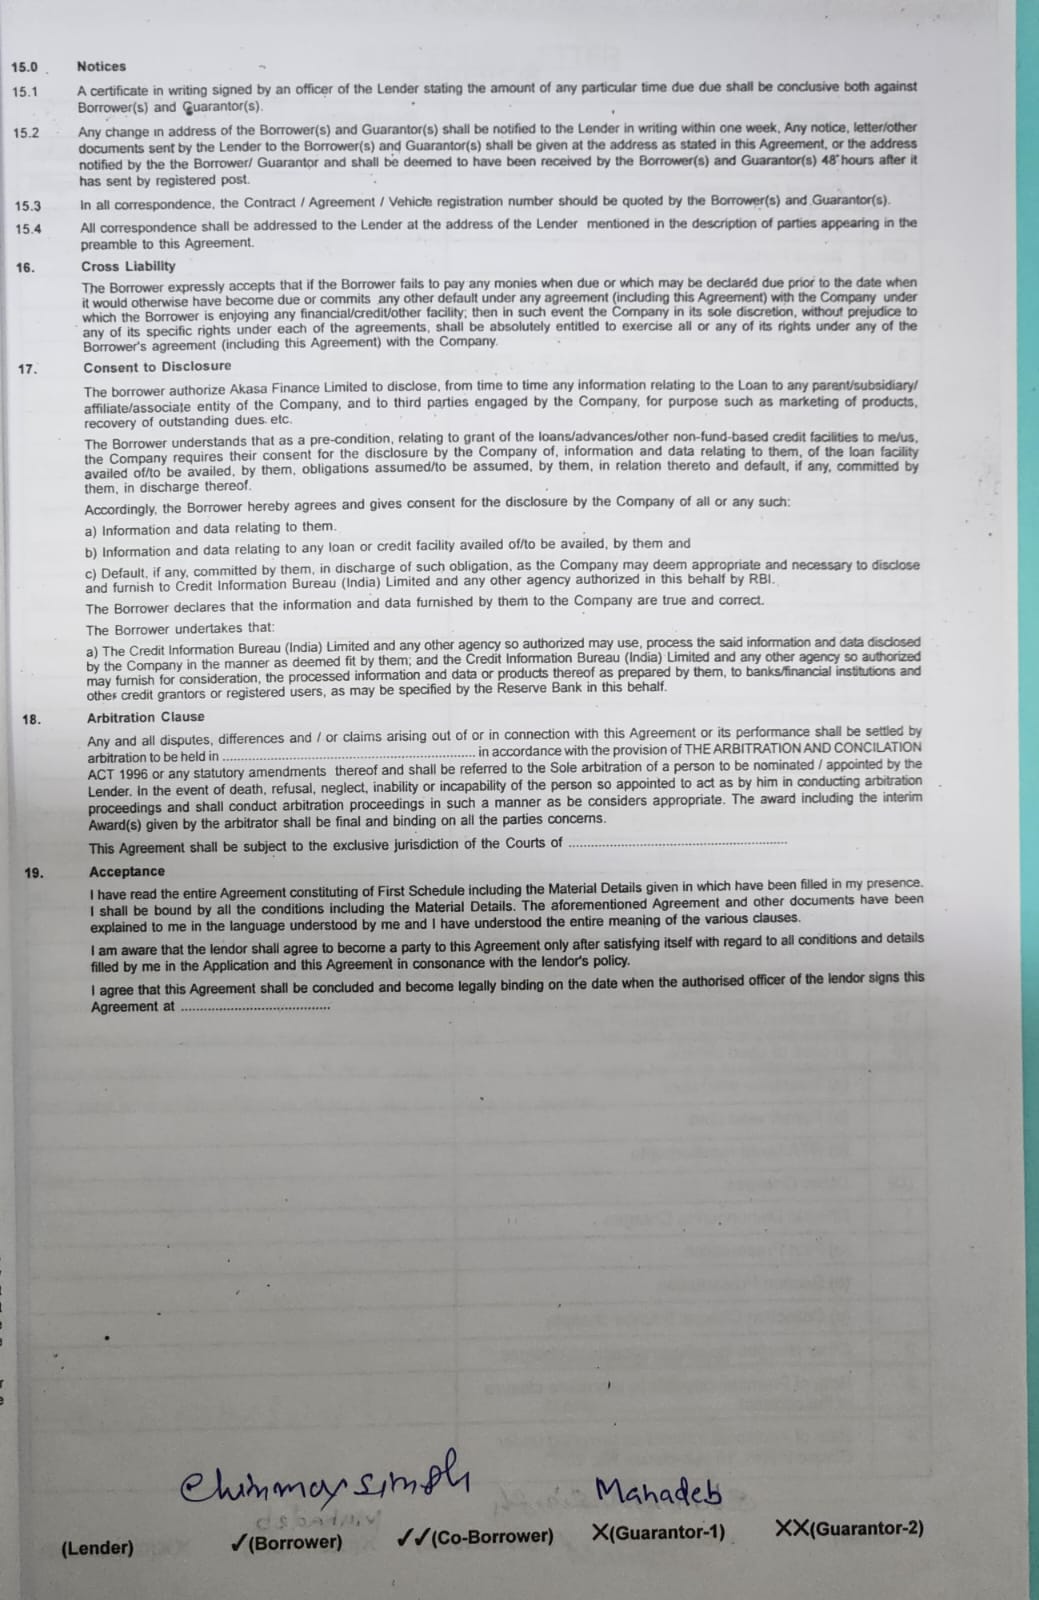 15.0 Notices
15.1 A certificate in writing signed by an officer of the Lender stating the amount of any particular time due due shall be conclusive both against
Borrower(s) and Guarantor(s).
15.2 Any change in address of the Borrower(s) and Guarantor(s) shall be notified to the Lender in writing within one week, Any notice, letter/other
documents sent by the Lender to the Borrower(s) and Guarantor(s) shall be given at the address as stated in this Agreement, or the address
notified by the the Borrower/ Guarantor and shall be deemed to have been received by the Borrower(s) and Guarantor(s) 48 hours after it
has sent by registered post.
15.3 In all correspondence, the Contract / Agreement / Vehicle registration number should be quoted by the Borrower(s) and Guarantor(s).
15.4 All correspondence shall be addressed to the Lender at the address of the Lender mentioned in the description of parties appearing in the
preamble to this Agreement.
16. Cross Liability
The Borrower expressly accepts that if the Borrower fails to pay any monies when due or which may be declared due prior to the date when
it would otherwise have become due or commits any other default under any agreement (including this Agreement) with the Company under
which the Borrower is enjoying any financial/credit/other facility; then in such event the Company in its sole discretion, without prejudice to
any of its specific rights under each of the agreements, shall be absolutely entitled to exercise all or any of its rights under any of the
Borrower's agreement (including this Agreement) with the Company.
17. Consent to Disclosure
The borrower authorize Akasa Finance Limited to disclose, from time to time any information relating to the Loan to any parent/subsidiary/
affiliate/associate entity of the Company, and to third parties engaged by the Company, for purpose such as marketing of products,
recovery of outstanding dues. etc.
The Borrower understands that as a pre-condition, relating to grant of the loans/advances/other non-fund-based credit facilities to me/us,
the Company requires their consent for the disclosure by the Company of, information and data relating to them, of the loan facility
availed of/to be availed, by them, obligations assumed/to be assumed, by them, in relation thereto and default, if any, committed by
them, in discharge thereof.
Accordingly, the Borrower hereby agrees and gives consent for the disclosure by the Company of all or any such:
a) Information and data relating to them.
b) Information and data relating to any loan or credit facility availed of/to be availed, by them and
c) Default, if any, committed by them, in discharge of such obligation, as the Company may deem appropriate and necessary to disclose
and furnish to Credit Information Bureau (India) Limited and any other agency authorized in this behalf by RBI.
The Borrower declares that the information and data furnished by them to the Company are true and correct.
The Borrower undertakes that:
a) The Credit Information Bureau (India) Limited and any other agency so authorized may use, process the said information and data disclosed
by the Company in the manner as deemed fit by them; and the Credit Information Bureau (India) Limited and any other agency so authorized
may furnish for consideration, the processed information and data or products thereof as prepared by them, to banks/financial institutions and
other credit grantors or registered users, as may be specified by the Reserve Bank in this behalf.
18. Arbitration Clause
Any and all disputes, differences and / or claims arising out of or in connection with this Agreement or its performance shall be settled by
arbitration to be held in .................................................................... in accordance with the provision of THE ARBITRATION AND CONCILATION
ACT 1996 or any statutory amendments thereof and shall be referred to the Sole arbitration of a person to be nominated / appointed by the
Lender. In the event of death, refusal, neglect, inability or incapability of the person so appointed to act as by him in conducting arbitration
proceedings and shall conduct arbitration proceedings in such a manner as be considers appropriate. The award including the interim
Award(s) given by the arbitrator shall be final and binding on all the parties concerns.
This Agreement shall be subject to the exclusive jurisdiction of the Courts of ..........................................................
19. Acceptance
I have read the entire Agreement constituting of First Schedule including the Material Details given in which have been filled in my presence.
I shall be bound by all the conditions including the Material Details. The aforementioned Agreement and other documents have been
explained to me in the language understood by me and I have understood the entire meaning of the various clauses.
I am aware that the lendor shall agree to become a party to this Agreement only after satisfying itself with regard to all conditions and details
filled by me in the Application and this Agreement in consonance with the lendor's policy.
I agree that this Agreement shall be concluded and become legally binding on the date when the authorised officer of the lendor signs this
Agreement at .......................................
Chinmay singh Mahadeb
(Lender) ✓(Borrower) ✓✓(Co-Borrower) X(Guarantor-1) XX(Guarantor-2)